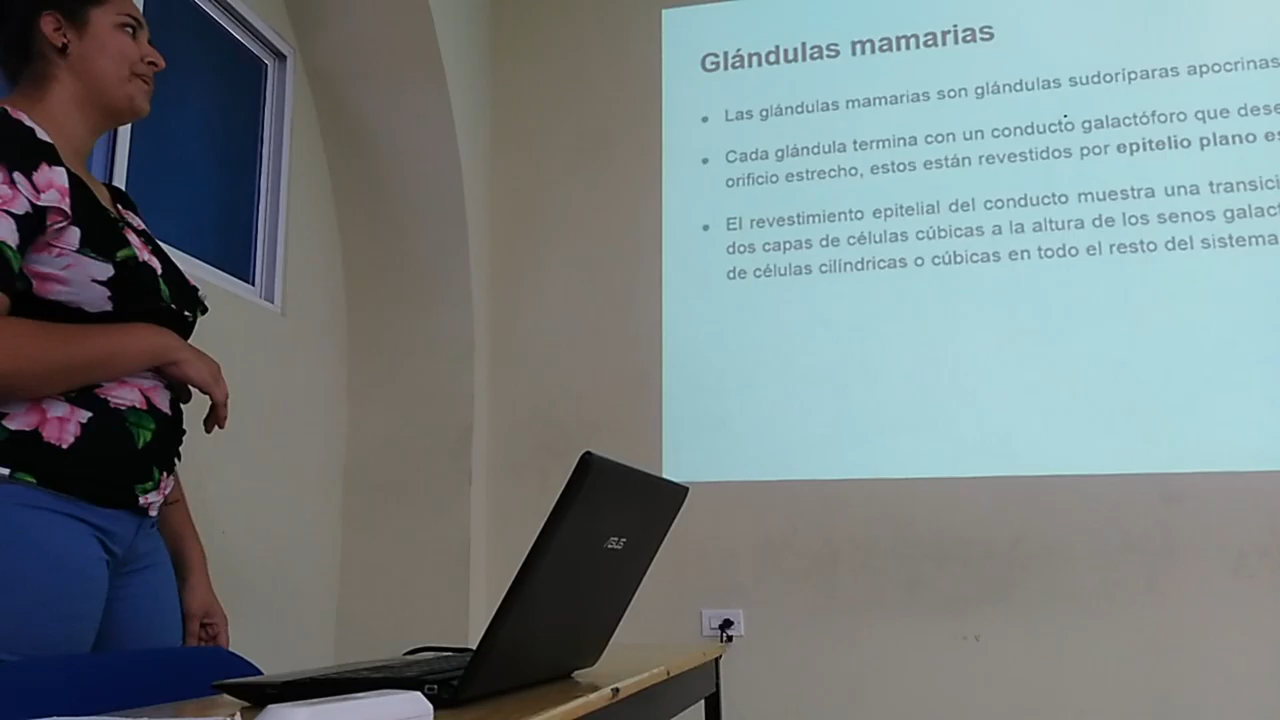 Glándulas mamarias
Las glándulas mamarias son glándulas sudoríparas apocrinas
Cada glándula termina con un conducto galactóforo que dese
orificio estrecho, estos están revestidos por epitelio plano es
El revestimiento epitelial del conducto muestra una transici
dos capas de células cúbicas a la altura de los senos galact
de células cilíndricas o cúbicas en todo el resto del sistema
ASUS